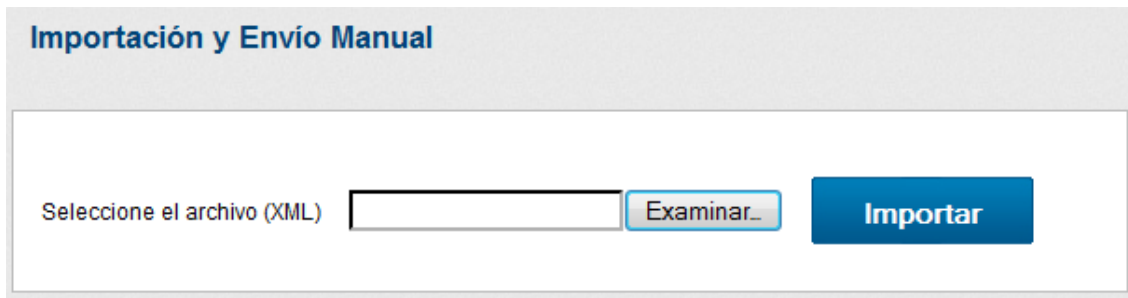 Importación y Envío Manual
Seleccione el archivo (XML) Examinar... Importar